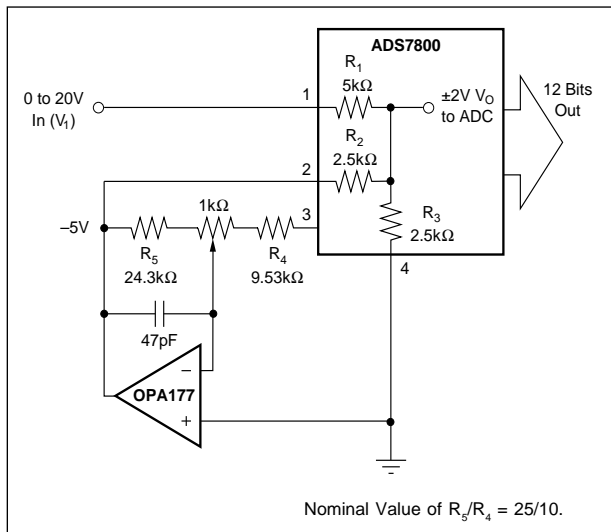 ADS7800
R1
5kΩ
0 to 20V
In (V1)
1
±2V VO
to ADC
12 Bits
Out
R2
2.5kΩ
2
–5V
1kΩ
3
R3
2.5kΩ
R5
24.3kΩ
R4
9.53kΩ
4
47pF
–
OPA177
+
Nominal Value of R5/R4 = 25/10.